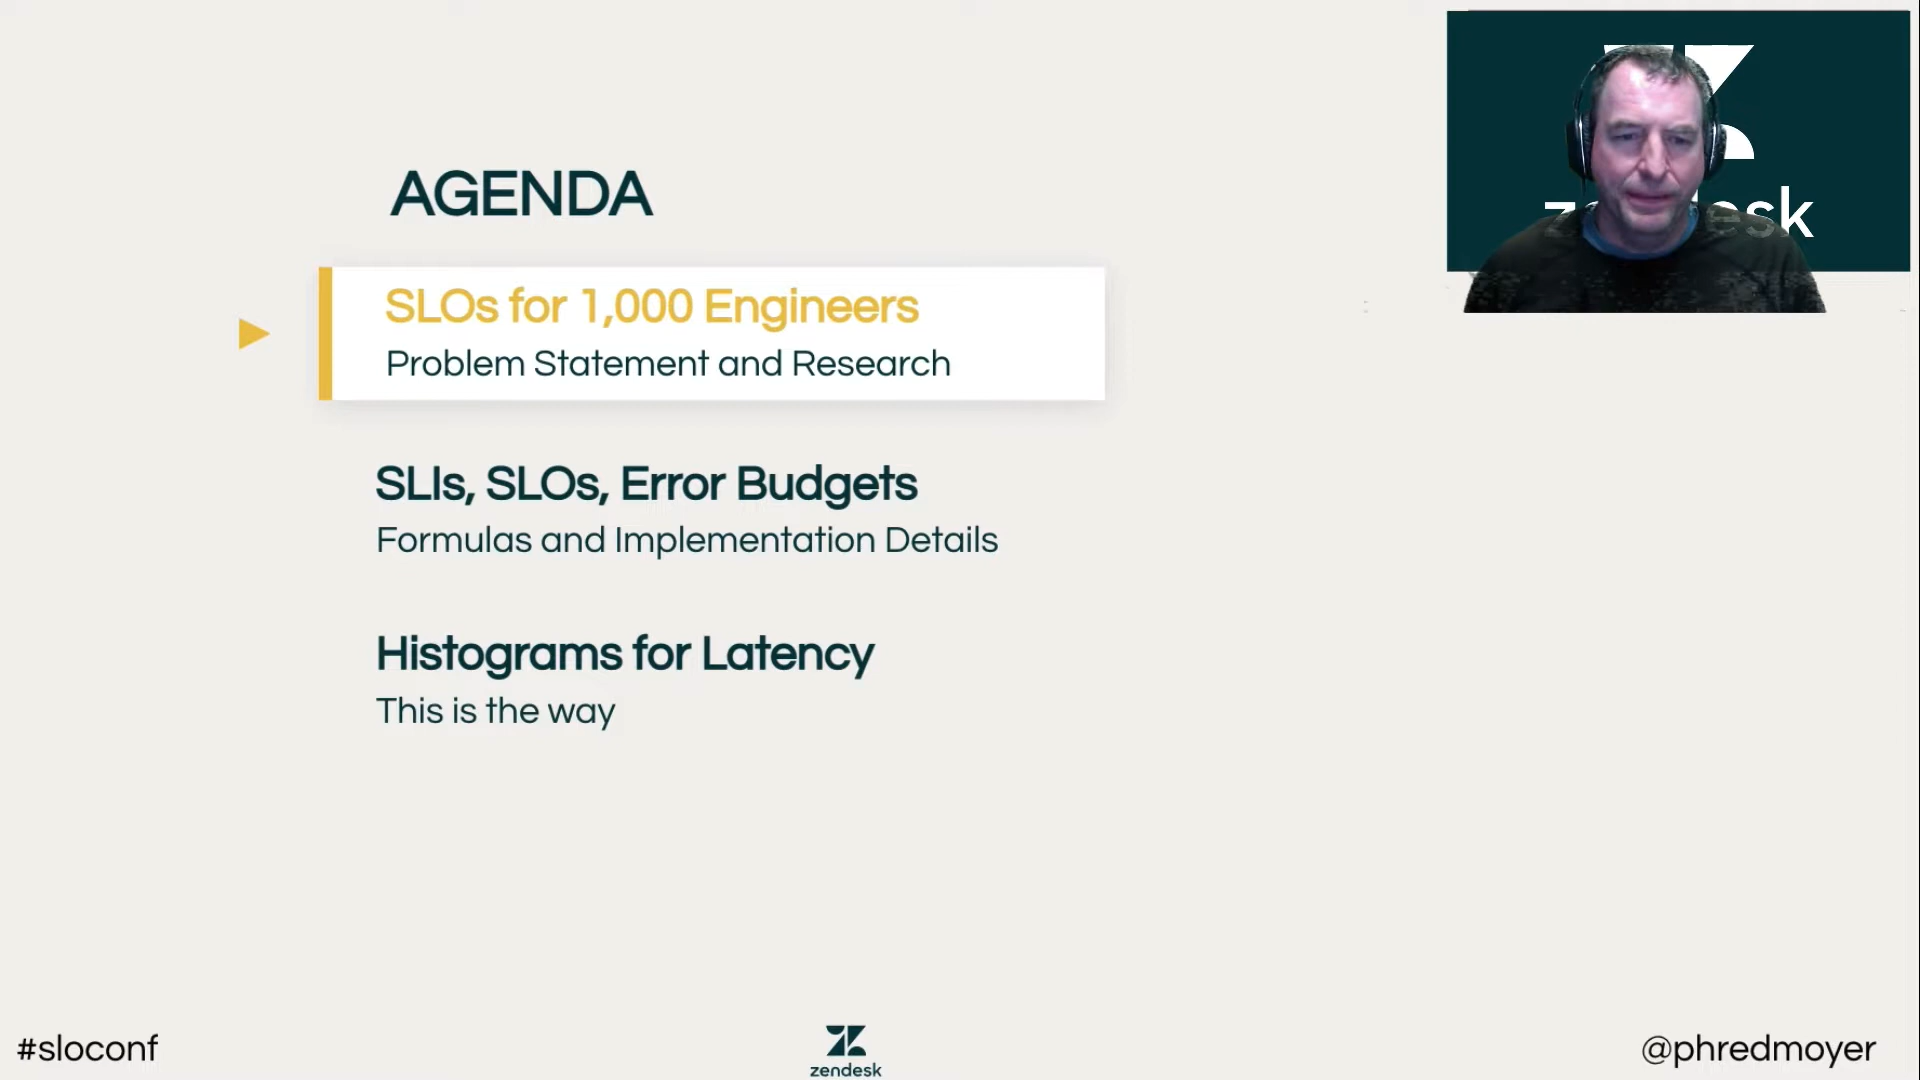 AGENDA
SLOs for 1,000 Engineers
Problem Statement and Research
SLIs, SLOs, Error Budgets
Formulas and Implementation Details
Histograms for Latency
This is the way
#sloconf
zendesk
@phredmoyer